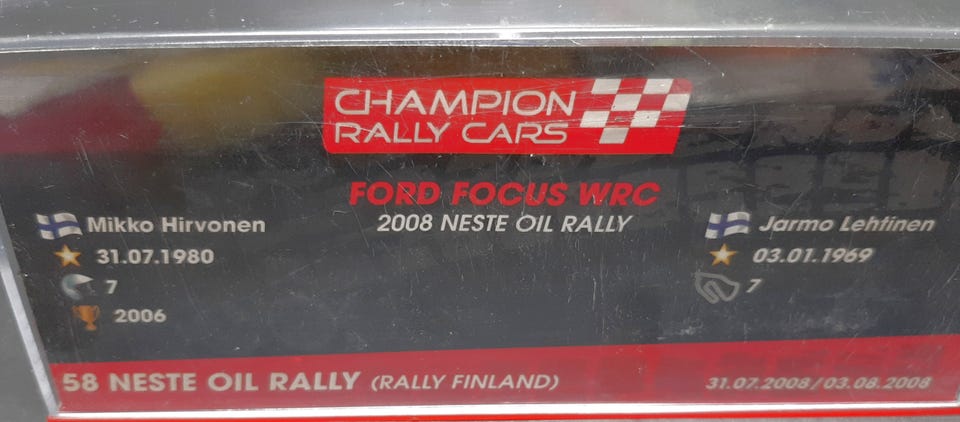 CHAMPION
RALLY CARS
FORD FOCUS WRC
2008 NESTE OIL RALLY
Mikko Hirvonen
31.07.1980
7
2006
Jarmo Lehtinen
03.01.1969
7
58 NESTE OIL RALLY (RALLY FINLAND)
31.07.2008/03.08.2008